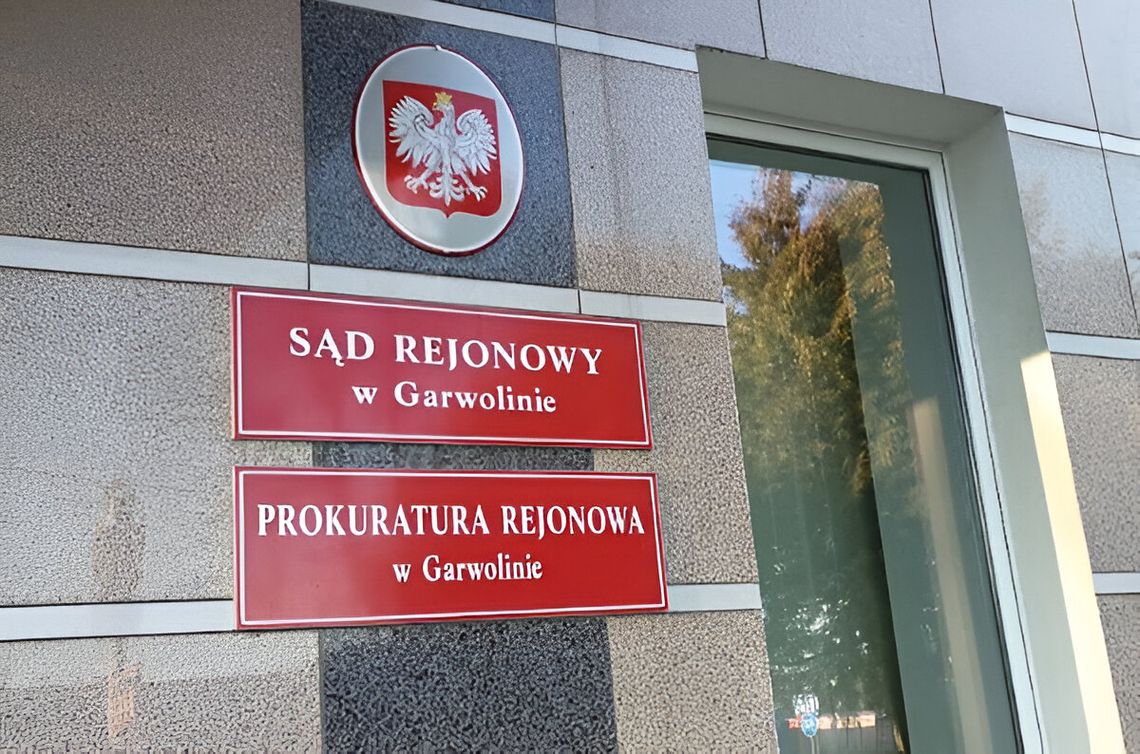 SĄD REJONOWY
w Garwolinie
PROKURATURA REJONOWA
w Garwolinie